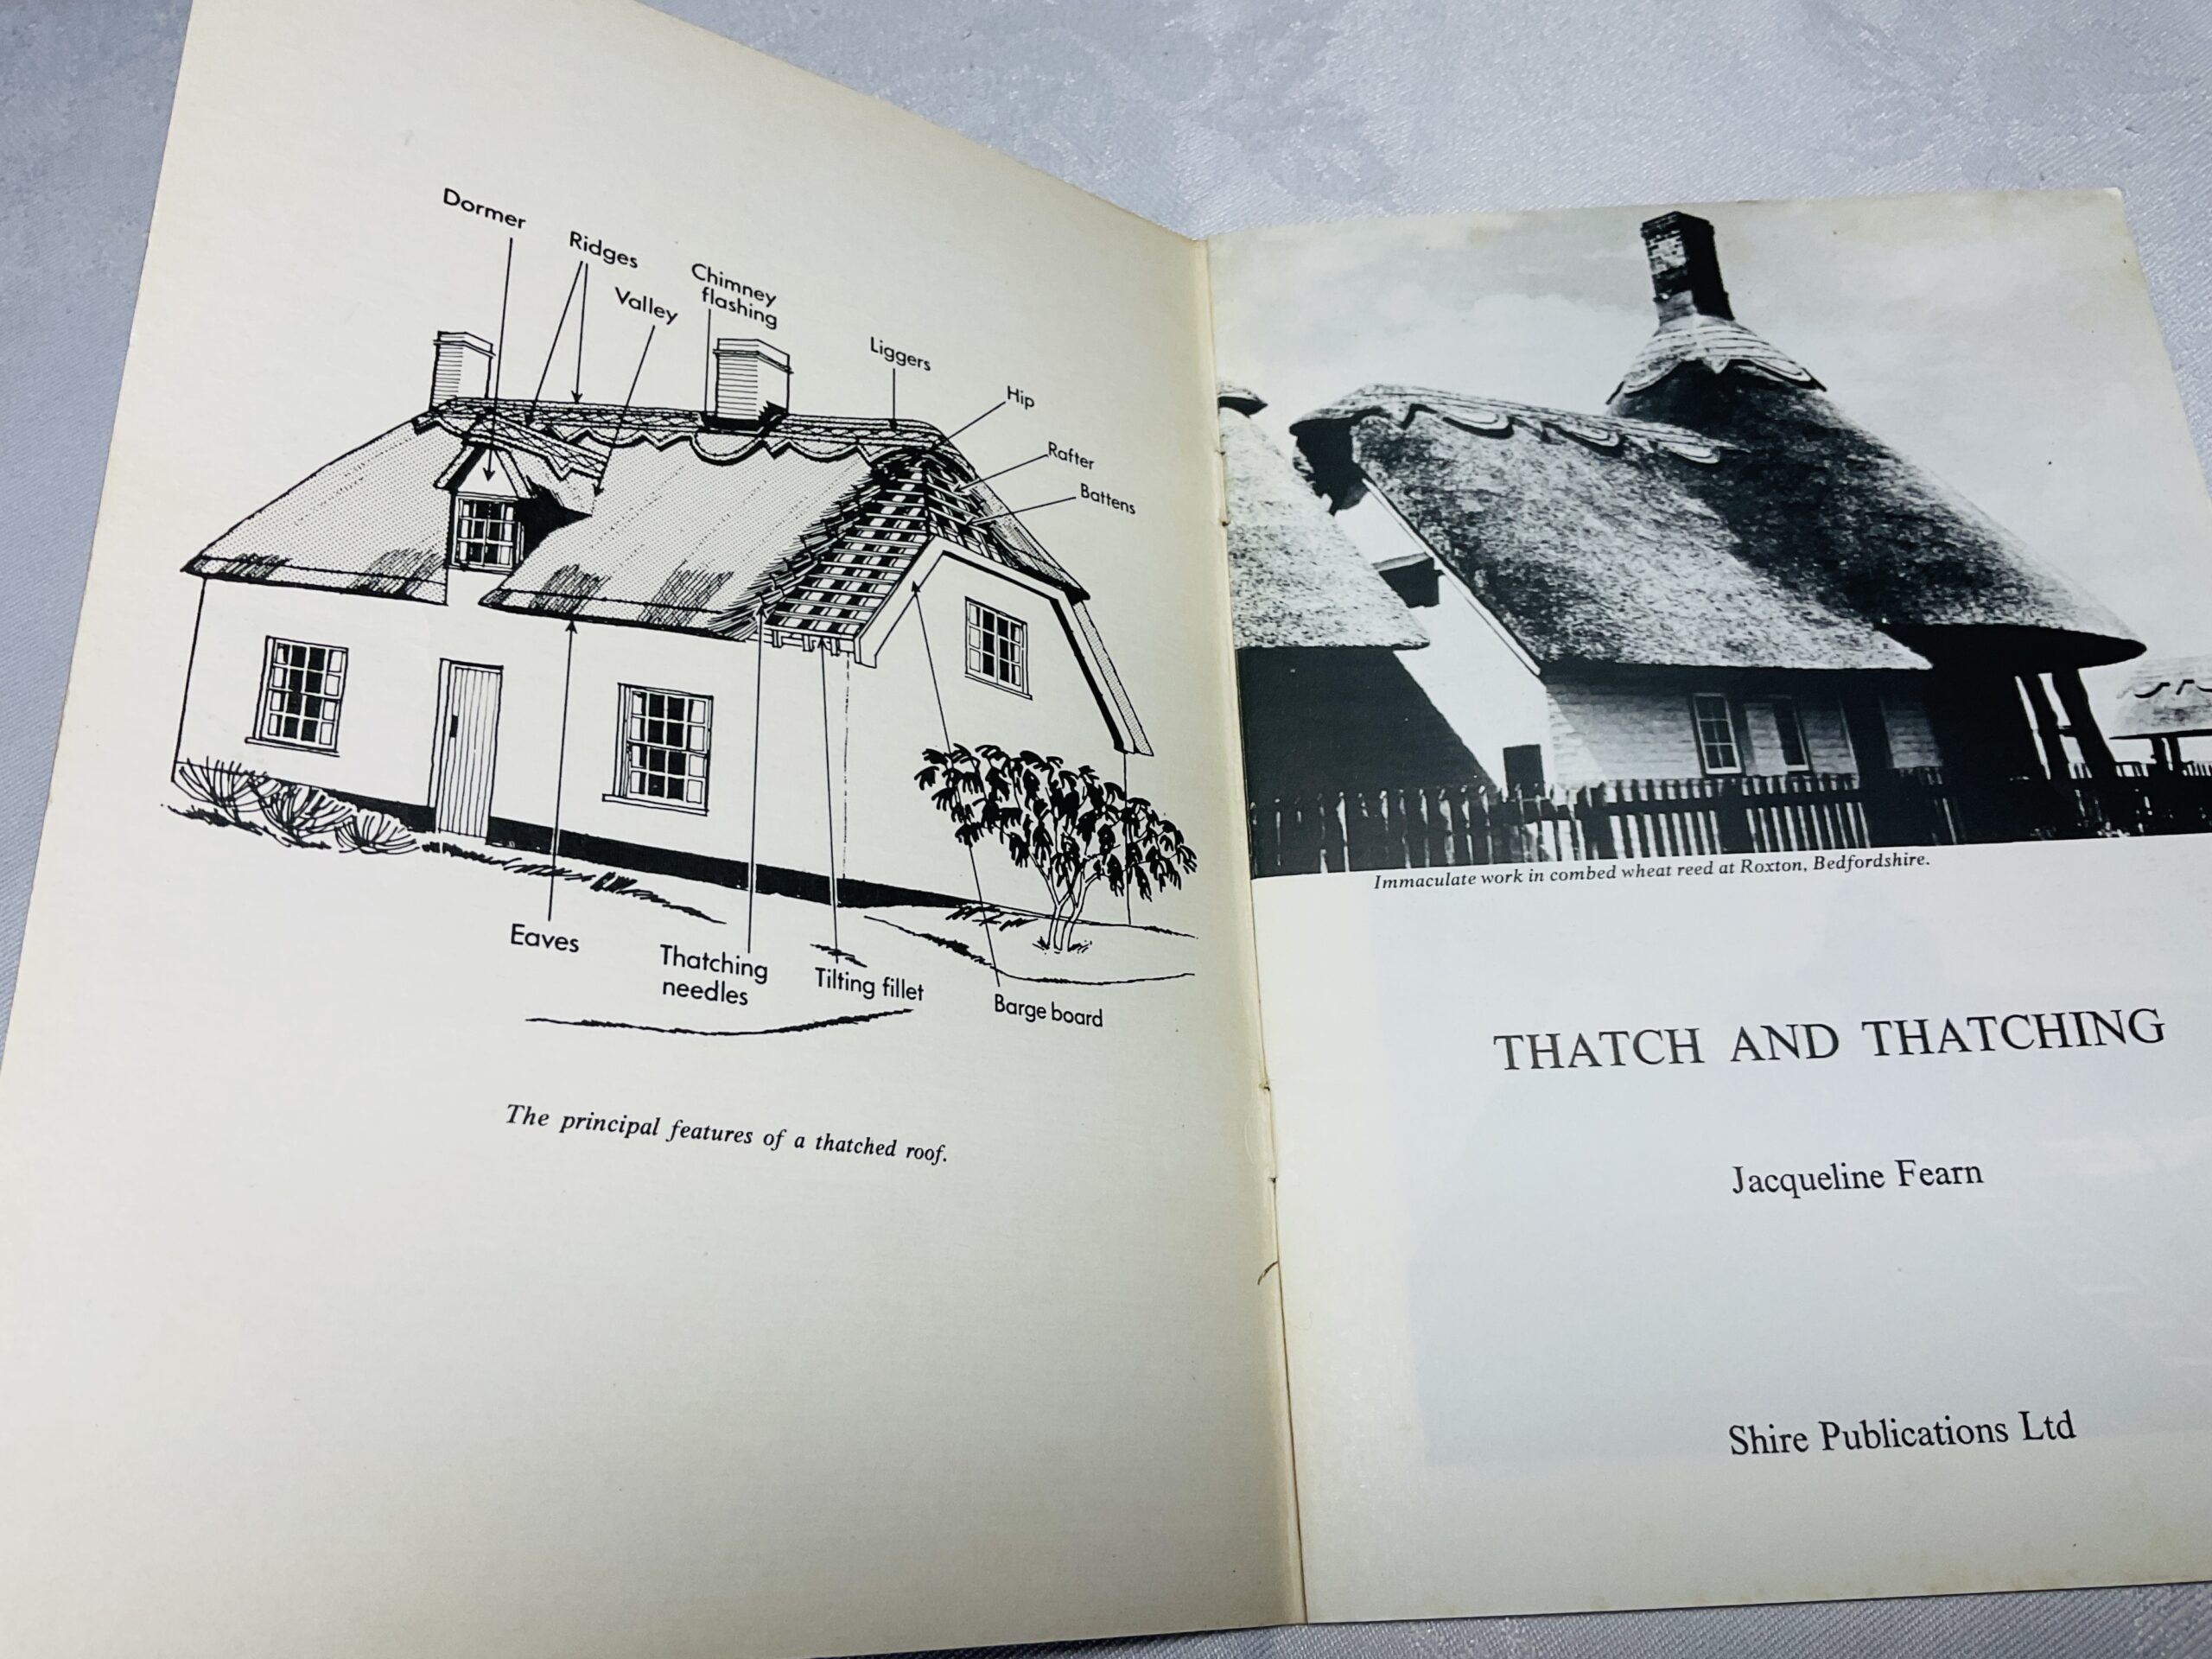 Dormer
Ridges
Valley
Chimney
flashing
Liggers
Hip
Rafter
Battens
Eaves
Thatching
needles
Tilting fillet
Barge board
The principal features of a thatched roof.
Immaculate work in combed wheat reed at Roxton, Bedfordshire.
THATCH AND THATCHING
Jacqueline Fearn
Shire Publications Ltd